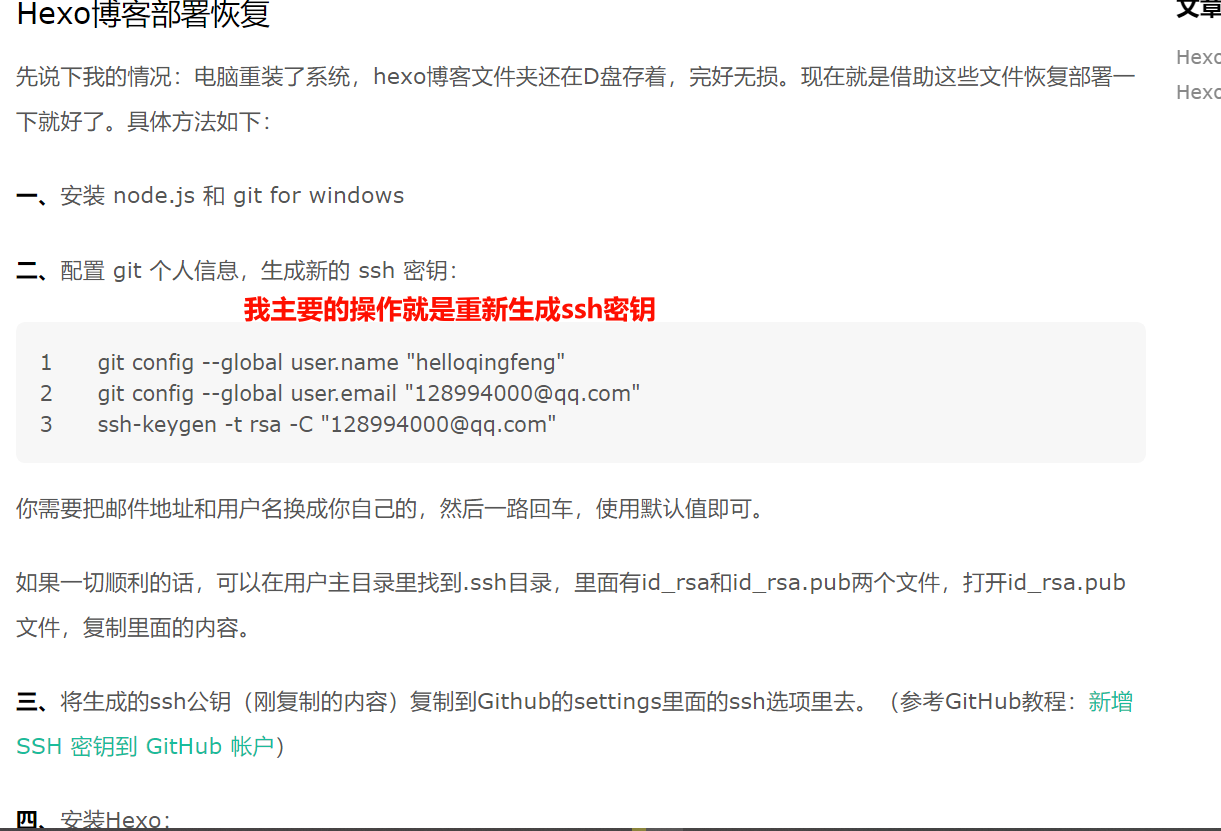 Hexo博客部署恢复
文章
Hexo
Hexo
先说下我的情况：电脑重装了系统，hexo博客文件夹还在D盘存着，完好无损。现在就是借助这些文件恢复部署一
下就好了。具体方法如下：
一、安装 node.js 和 git for windows
二、配置 git 个人信息，生成新的 ssh 密钥：
我主要的操作就是重新生成ssh密钥
1 git config --global user.name "helloqingfeng"
2 git config --global user.email "128994000@qq.com"
3 ssh-keygen -t rsa -C "128994000@qq.com"
你需要把邮件地址和用户名换成你自己的，然后一路回车，使用默认值即可。
如果一切顺利的话，可以在用户主目录里找到.ssh目录，里面有id_rsa和id_rsa.pub两个文件，打开id_rsa.pub
文件，复制里面的内容。
三、将生成的ssh公钥（刚复制的内容）复制到Github的settings里面的ssh选项里去。（参考GitHub教程：新增
SSH 密钥到 GitHub 帐户）
四、安装Hexo：